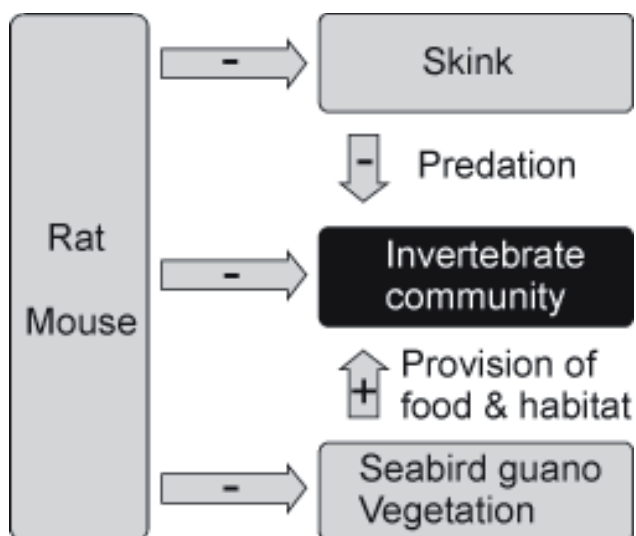 Rat
Mouse
-
Skink
-
Predation
-
Invertebrate
community
+
Provision of
food & habitat
-
Seabird guano
Vegetation